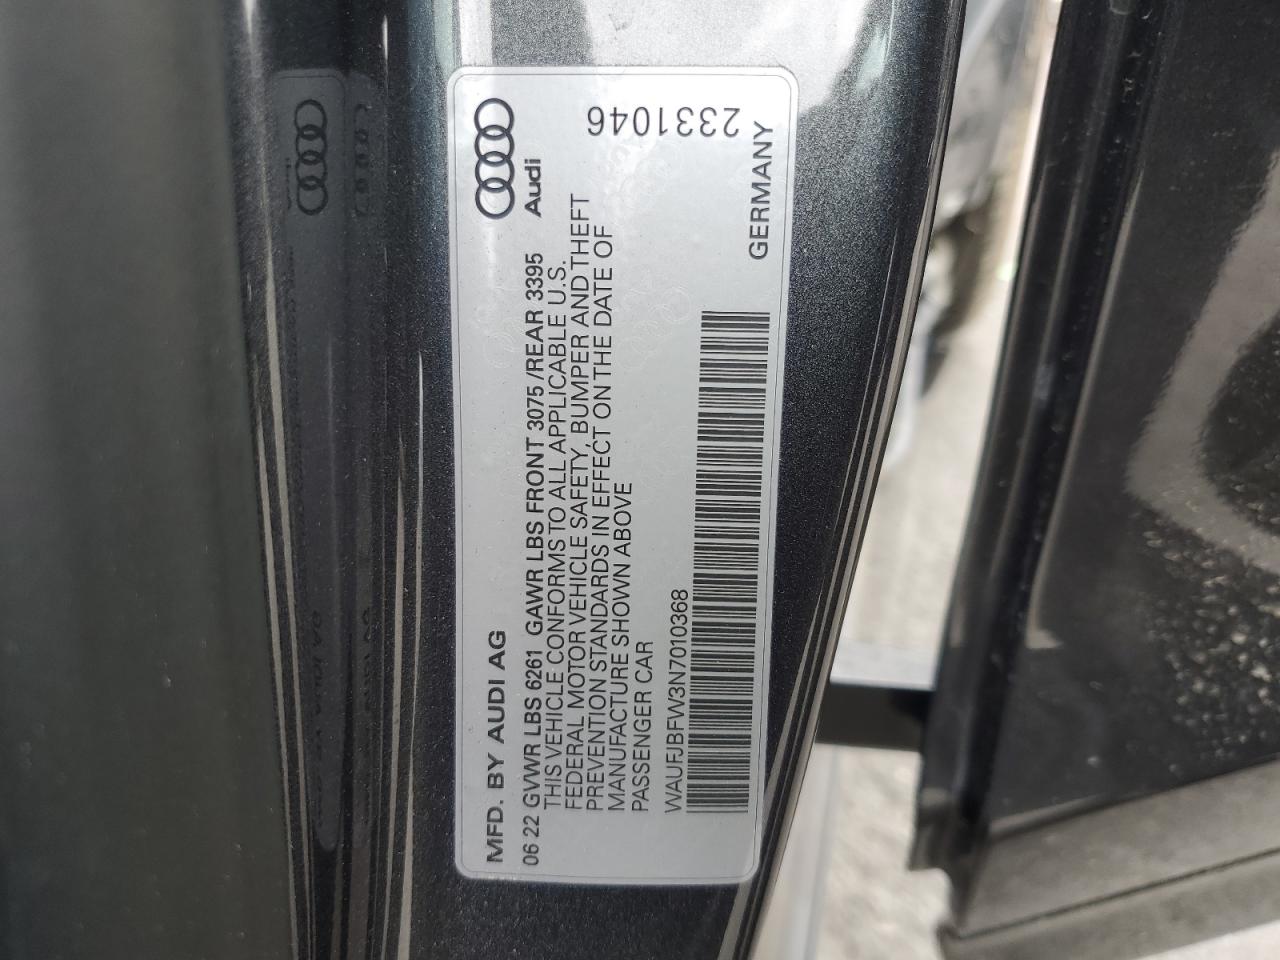 MFD. BY AUDI AG
Audi
06 22 GVWR LBS 6261 GAWR LBS FRONT 3075 /REAR 3395
THIS VEHICLE CONFORMS TO ALL APPLICABLE U.S.
FEDERAL MOTOR VEHICLE SAFETY, BUMPER AND THEFT
PREVENTION STANDARDS IN EFFECT ON THE DATE OF
MANUFACTURE SHOWN ABOVE
PASSENGER CAR
2331046
WAUFJBFW3N7010368
GERMANY